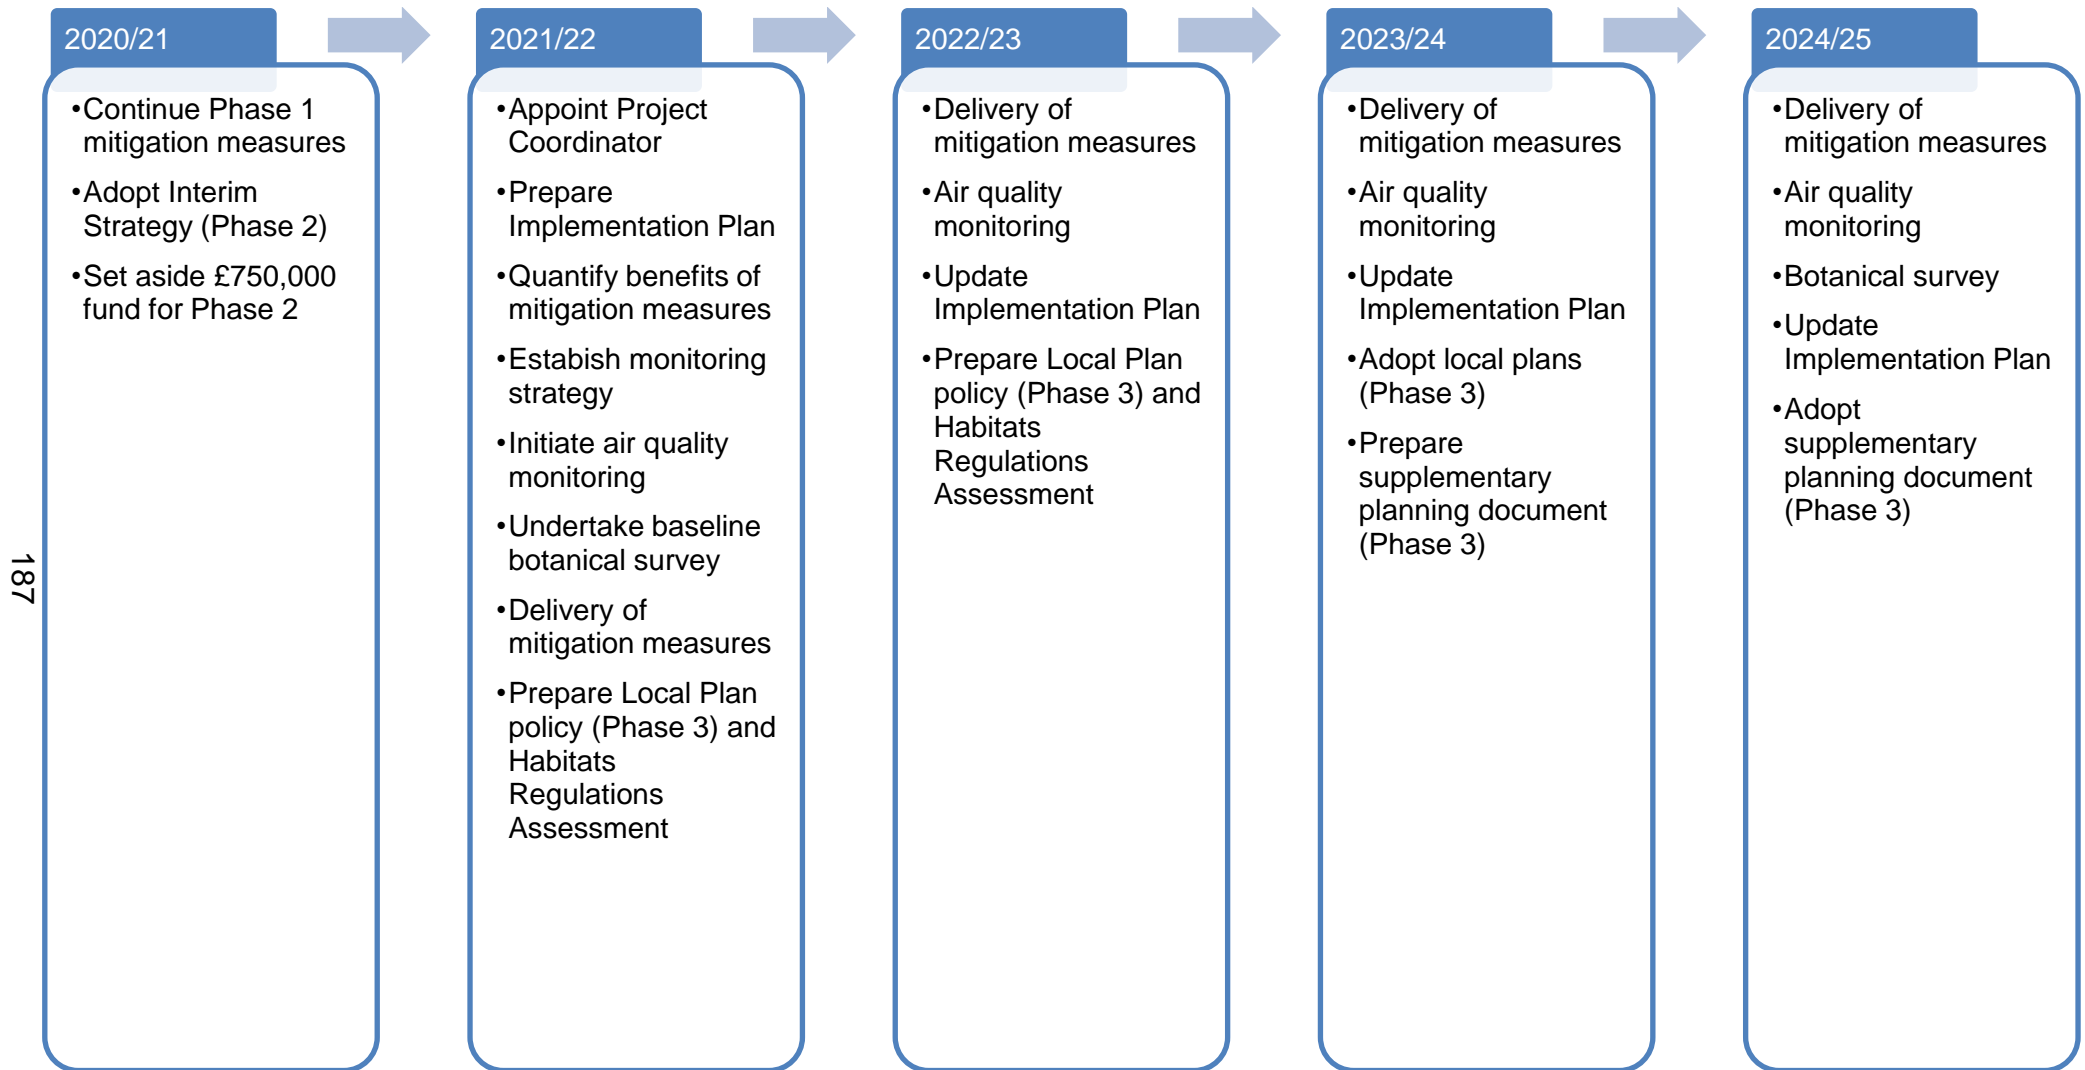 2020/21
•Continue Phase 1
mitigation measures
•Adopt Interim
Strategy (Phase 2)
•Set aside £750,000
fund for Phase 2
2021/22
•Appoint Project
Coordinator
•Prepare
Implementation Plan
•Quantify benefits of
mitigation measures
•Estabish monitoring
strategy
•Initiate air quality
monitoring
•Undertake baseline
botanical survey
•Delivery of
mitigation measures
•Prepare Local Plan
policy (Phase 3) and
Habitats
Regulations
Assessment
2022/23
•Delivery of
mitigation measures
•Air quality
monitoring
•Update
Implementation Plan
•Prepare Local Plan
policy (Phase 3) and
Habitats
Regulations
Assessment
2023/24
•Delivery of
mitigation measures
•Air quality
monitoring
•Update
Implementation Plan
•Adopt local plans
(Phase 3)
•Prepare
supplementary
planning document
(Phase 3)
2024/25
•Delivery of
mitigation measures
•Air quality
monitoring
•Botanical survey
•Update
Implementation Plan
•Adopt
supplementary
planning document
(Phase 3)
187